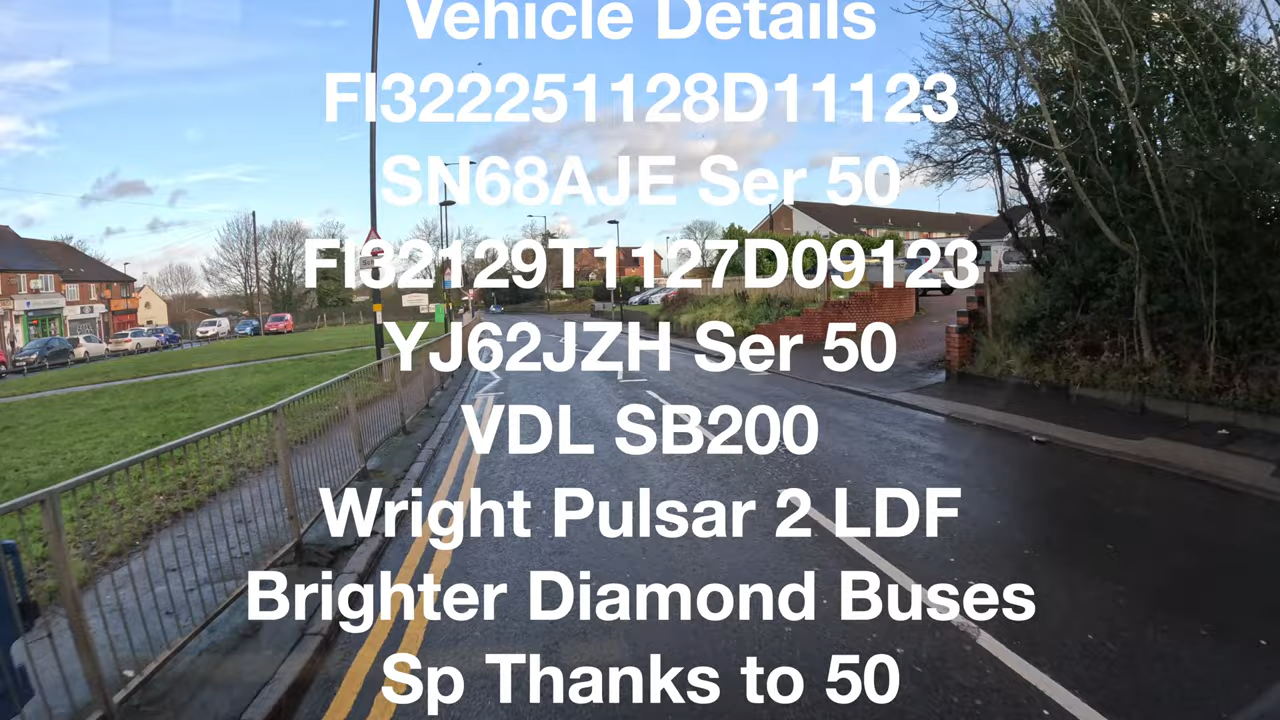 Vehicle Details
FI322251128D11123
SN68AJE Ser 50
FI32129T1127D09123
YJ62JZH Ser 50
VDL SB200
Wright Pulsar 2 LDF
Brighter Diamond Buses
Sp Thanks to 50